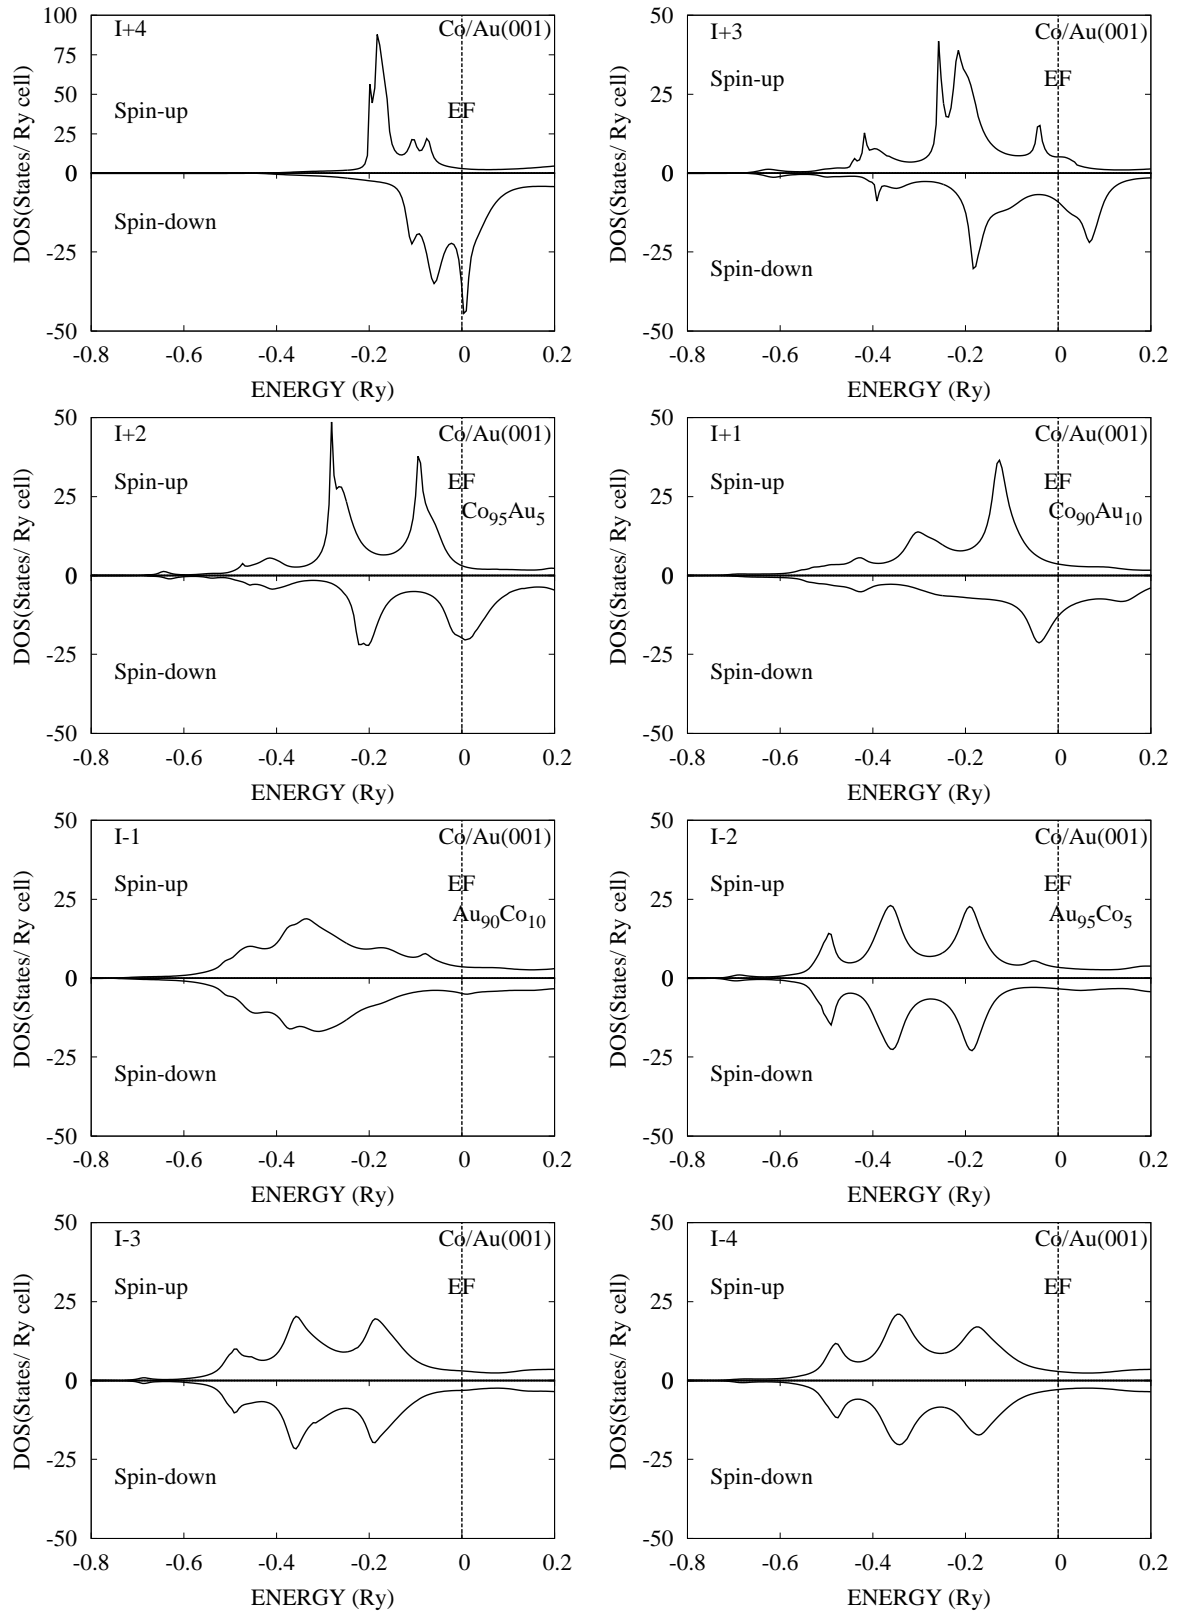 I+4 Co/Au(001)
Spin-up EF
Spin-down
DOS(States/ Ry cell)
100
75
50
25
0
-25
-50
-0.8 -0.6 -0.4 -0.2 0 0.2
ENERGY (Ry)
I+3 Co/Au(001)
Spin-up EF
Spin-down
DOS(States/ Ry cell)
50
25
0
-25
-50
-0.8 -0.6 -0.4 -0.2 0 0.2
ENERGY (Ry)
I+2 Co/Au(001)
Spin-up EF
Co95Au5
Spin-down
DOS(States/ Ry cell)
50
25
0
-25
-50
-0.8 -0.6 -0.4 -0.2 0 0.2
ENERGY (Ry)
I+1 Co/Au(001)
Spin-up EF
Co90Au10
Spin-down
DOS(States/ Ry cell)
50
25
0
-25
-50
-0.8 -0.6 -0.4 -0.2 0 0.2
ENERGY (Ry)
I-1 Co/Au(001)
Spin-up EF
Au90Co10
Spin-down
DOS(States/ Ry cell)
50
25
0
-25
-50
-0.8 -0.6 -0.4 -0.2 0 0.2
ENERGY (Ry)
I-2 Co/Au(001)
Spin-up EF
Au95Co5
Spin-down
DOS(States/ Ry cell)
50
25
0
-25
-50
-0.8 -0.6 -0.4 -0.2 0 0.2
ENERGY (Ry)
I-3 Co/Au(001)
Spin-up EF
Spin-down
DOS(States/ Ry cell)
50
25
0
-25
-50
-0.8 -0.6 -0.4 -0.2 0 0.2
ENERGY (Ry)
I-4 Co/Au(001)
Spin-up EF
Spin-down
DOS(States/ Ry cell)
50
25
0
-25
-50
-0.8 -0.6 -0.4 -0.2 0 0.2
ENERGY (Ry)